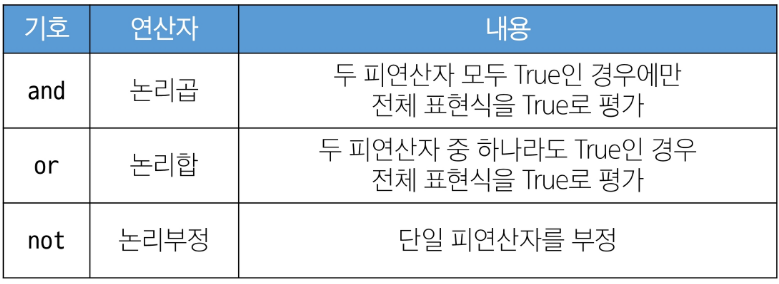 기호 연산자 내용
and 논리곱 두 피연산자 모두 True인 경우에만
전체 표현식을 True로 평가
or 논리합 두 피연산자 중 하나라도 True인 경우
전체 표현식을 True로 평가
not 논리부정 단일 피연산자를 부정